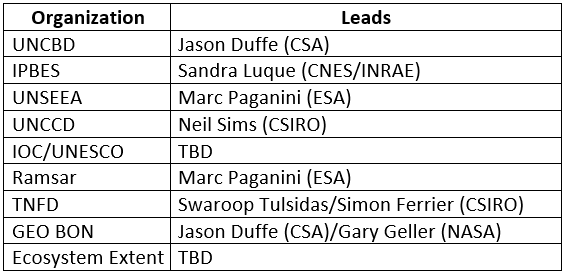 Organization Leads
UNCBD Jason Duffe (CSA)
IPBES Sandra Luque (CNES/INRAE)
UNSEEA Marc Paganini (ESA)
UNCCD Neil Sims (CSIRO)
IOC/UNESCO TBD
Ramsar Marc Paganini (ESA)
TNFD Swaroop Tulsidas/Simon Ferrier (CSIRO)
GEO BON Jason Duffe (CSA)/Gary Geller (NASA)
Ecosystem Extent TBD